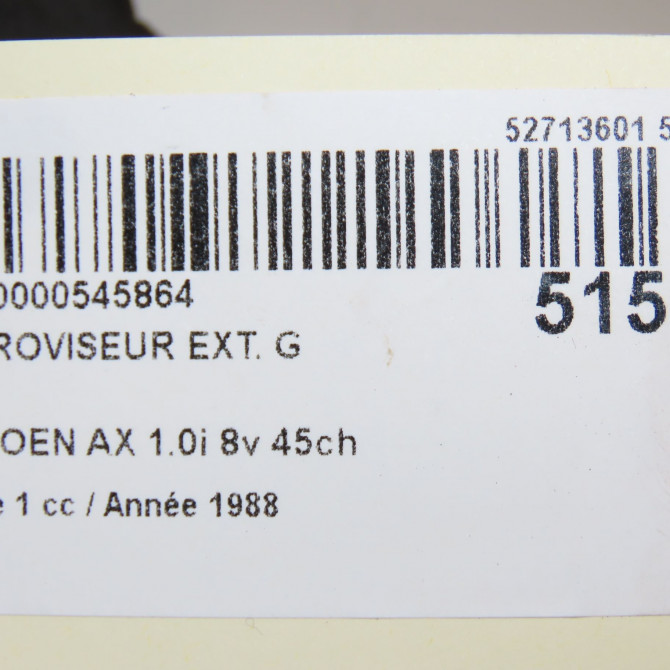 52713601 5
0000545864
515
ROVISEUR EXT. G
OEN AX 1.0i 8v 45ch
e 1 cc / Année 1988